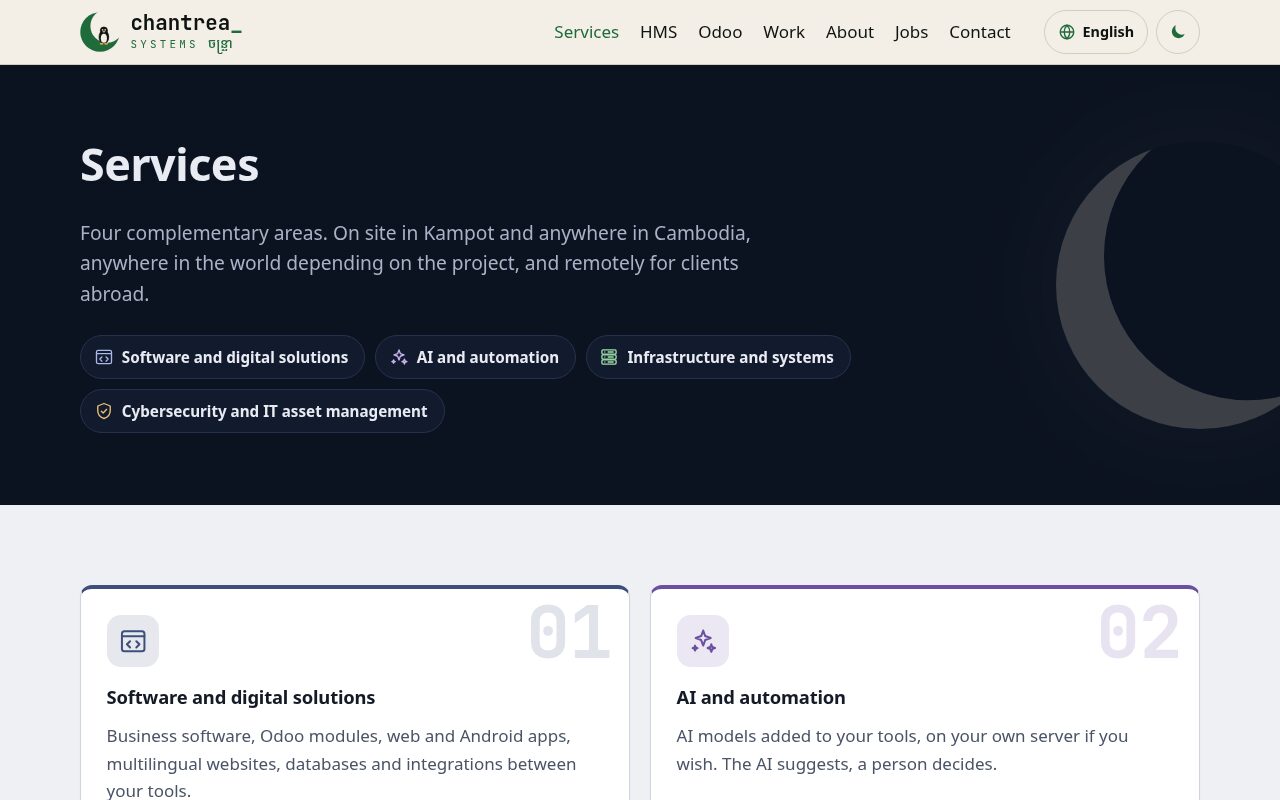 chantrea_
SYSTEMS ចន្ទ្រា
Services HMS Odoo Work About Jobs Contact English
Services
Four complementary areas. On site in Kampot and anywhere in Cambodia,
anywhere in the world depending on the project, and remotely for clients
abroad.
Software and digital solutions AI and automation Infrastructure and systems
Cybersecurity and IT asset management
01
Software and digital solutions
Business software, Odoo modules, web and Android apps,
multilingual websites, databases and integrations between
your tools.
02
AI and automation
AI models added to your tools, on your own server if you
wish. The AI suggests, a person decides.